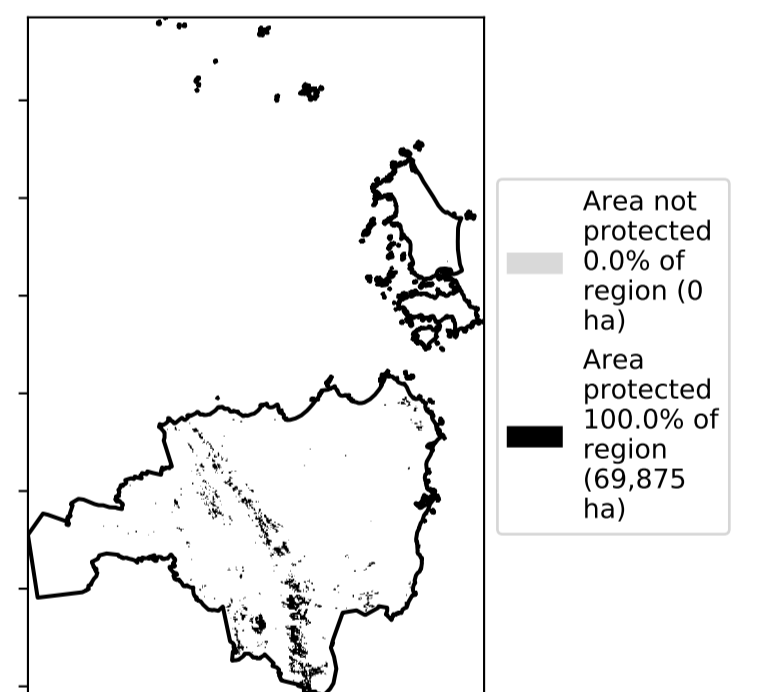 Area not
protected
0.0% of
region (0
ha)
Area
protected
100.0% of
region
(69,875
ha)